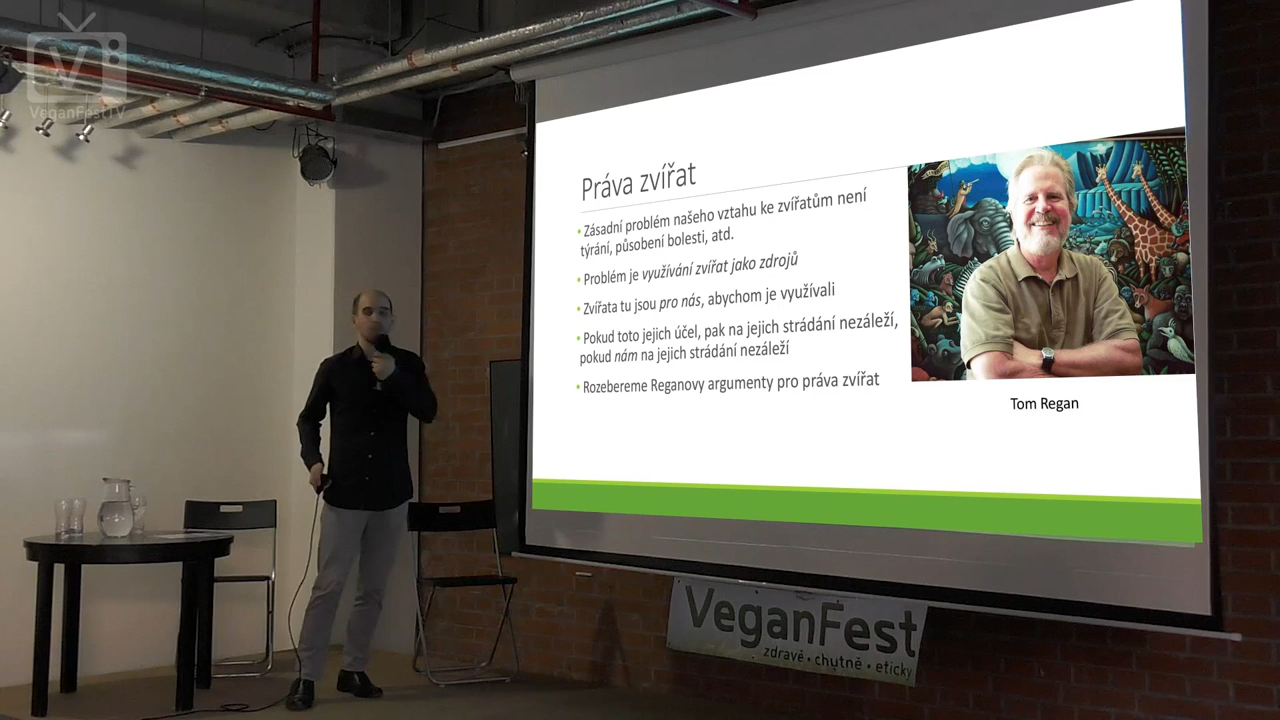 VeganFestTV
Práva zvířat
• Zásadní problém našeho vztahu ke zvířatům není
týrání, působení bolesti, atd.
• Problém je využívání zvířat jako zdrojů
• Zvířata tu jsou pro nás, abychom je využívali
• Pokud toto jejich účel, pak na jejich strádání nezáleží,
pokud nám na jejich strádání nezáleží
• Rozebereme Reganovy argumenty pro práva zvířat
Tom Regan
VeganFest
zdravě • chutně • eticky